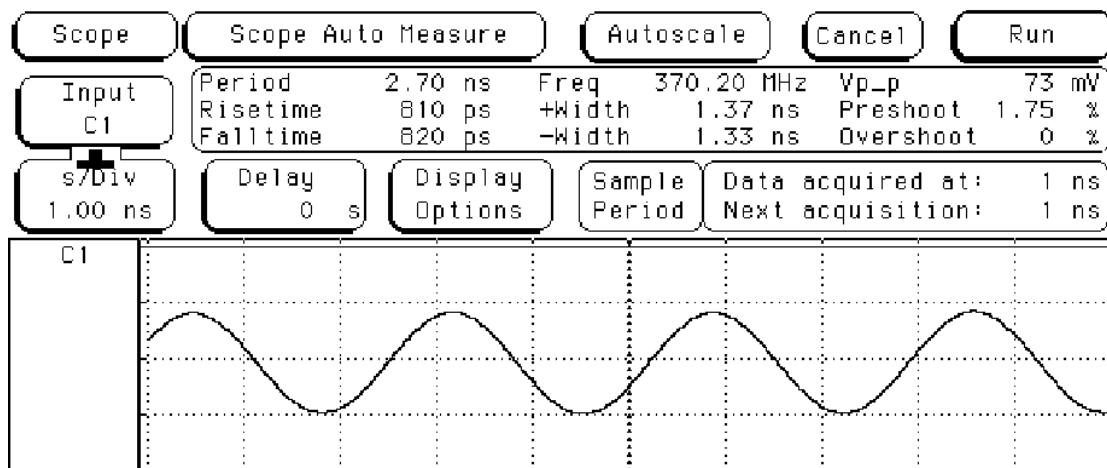 Scope Scope Auto Measure Autoscale Cancel Run
Input
C1
Period 2.70 ns Freq 370.20 MHz Vp_p 73 mV
Risetime 810 ps +Width 1.37 ns Preshoot 1.75 %
Falltime 820 ps -Width 1.33 ns Overshoot 0 %
s/Div
1.00 ns
Delay
0 s
Display
Options
Sample
Period
Data acquired at: 1 ns
Next acquisition: 1 ns
C1